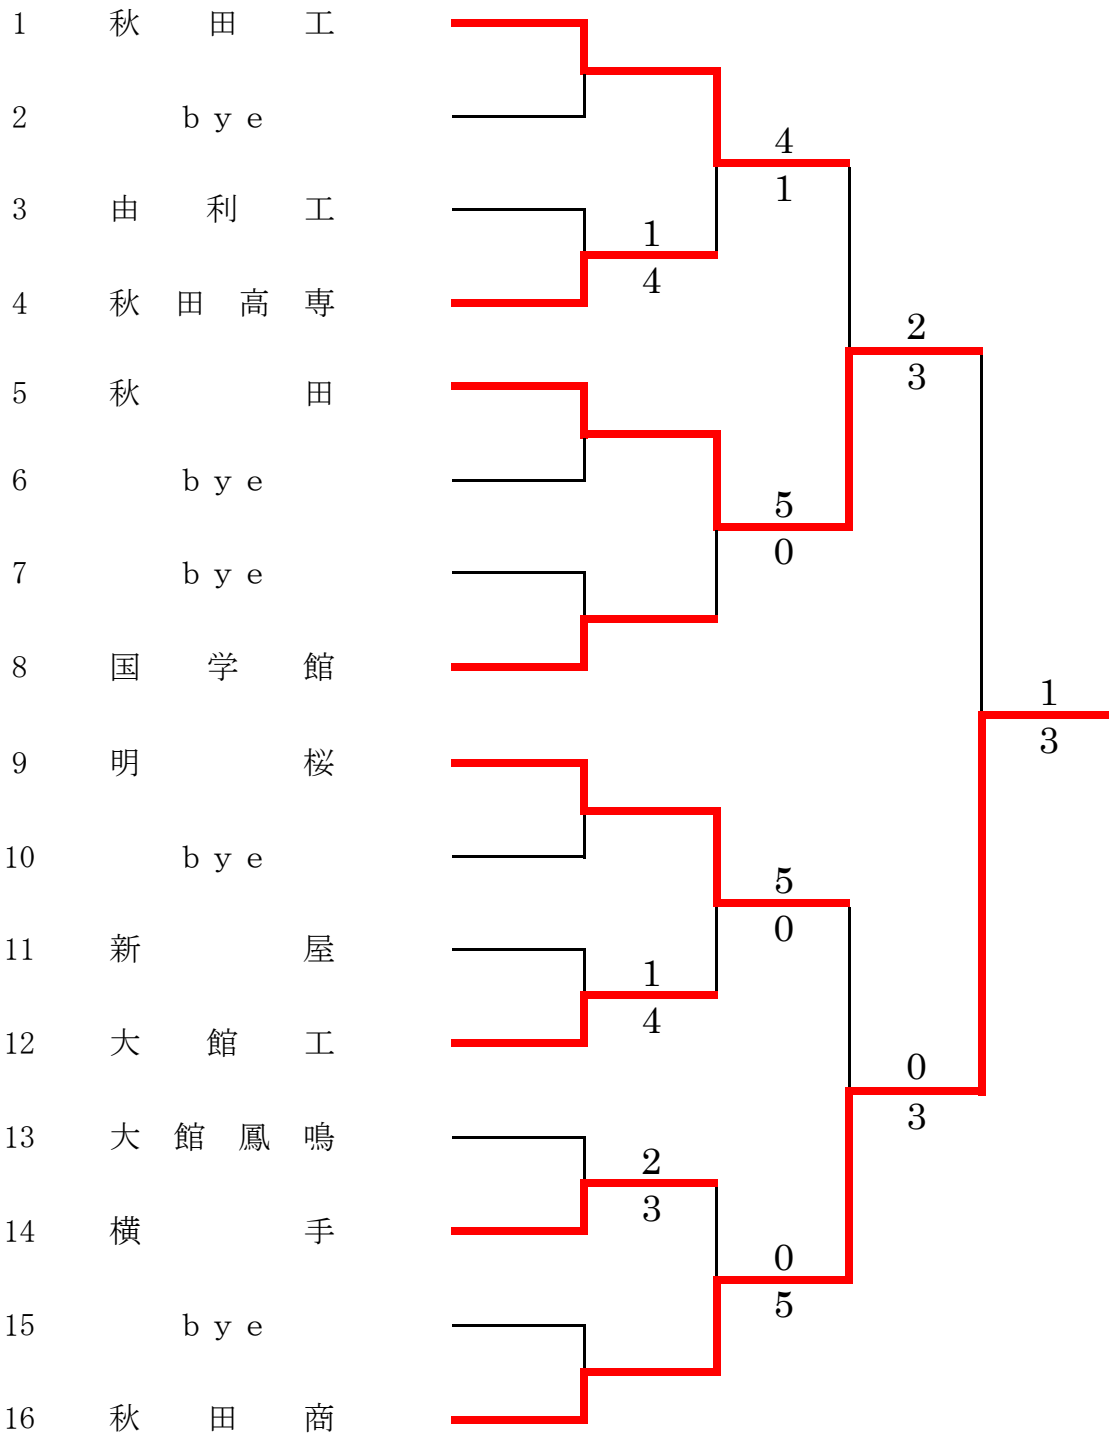 1 秋田工
2 ｂｙｅ
4
1
3 由利工
1
4
4 秋田高専
2
3
5 秋田
6 ｂｙｅ
5
0
7 ｂｙｅ
8 国学館
1
3
9 明桜
10 ｂｙｅ
5
0
11 新屋
1
4
12 大館工
0
3
13 大館鳳鳴
2
3
14 横手
0
5
15 ｂｙｅ
16 秋田商